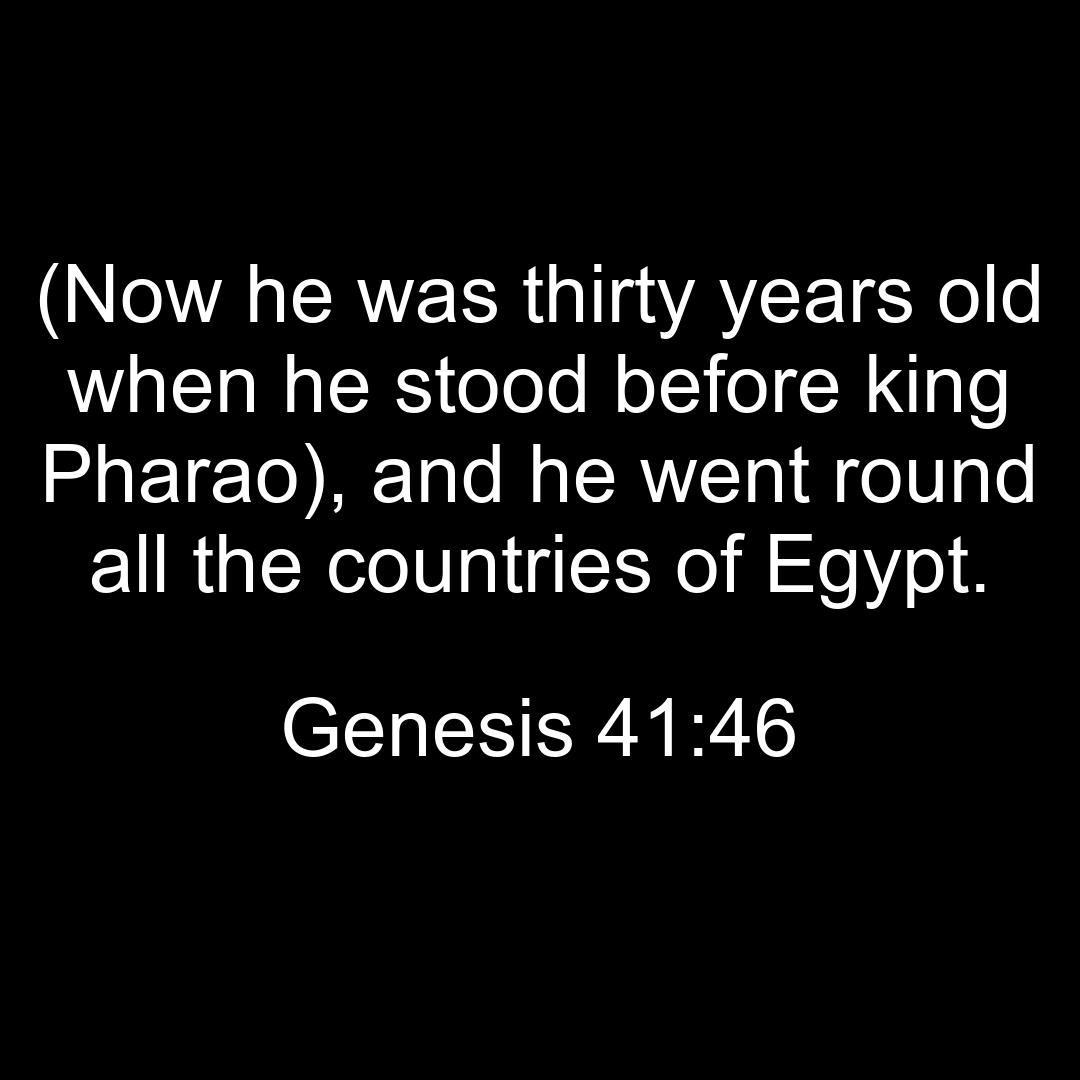 (Now he was thirty years old
when he stood before king
Pharao), and he went round
all the countries of Egypt.
Genesis 41:46